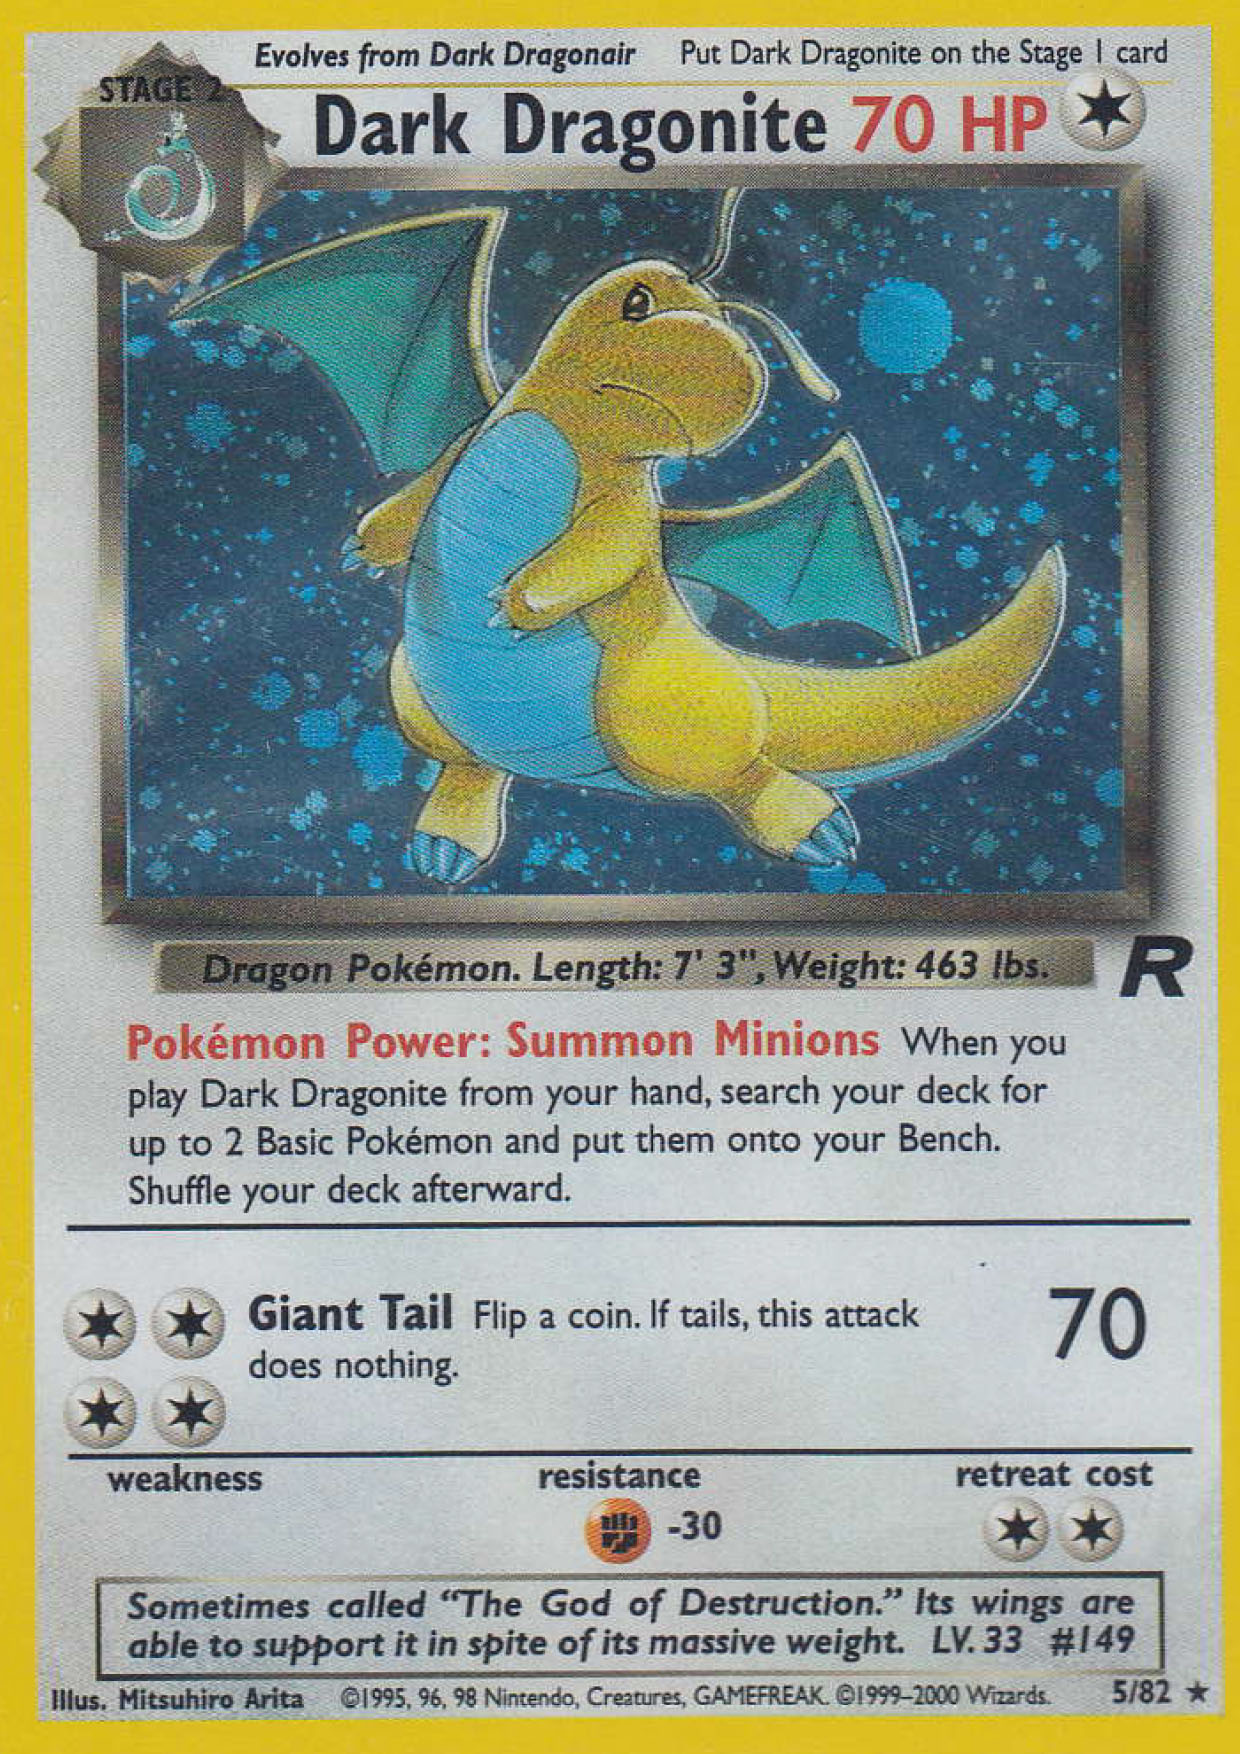 Evolves from Dark Dragonair Put Dark Dragonite on the Stage 1 card
STAGE 2
Dark Dragonite 70 HP
Dragon Pokémon. Length: 7' 3", Weight: 463 lbs.
R
Pokémon Power: Summon Minions When you
play Dark Dragonite from your hand, search your deck for
up to 2 Basic Pokémon and put them onto your Bench.
Shuffle your deck afterward.
Giant Tail Flip a coin. If tails, this attack
does nothing.
70
weakness resistance retreat cost
-30
Sometimes called “The God of Destruction.” Its wings are
able to support it in spite of its massive weight. LV. 33 #149
Illus. Mitsuhiro Arita ©1995, 96, 98 Nintendo, Creatures, GAMEFREAK. ©1999–2000 Wizards. 5/82 ★